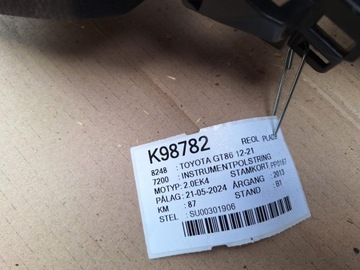 K98782 REOL PLADS
8248 : TOYOTA GT86 12-21
7200 : INSTRUMENTPOLSTRING
MOTYP: 2.0EK4 STAMKORT:
PÅLAG: 21-05-2024 ÅRGANG : 2013
KM : 87 STAND : B1
STEL : SU00301906